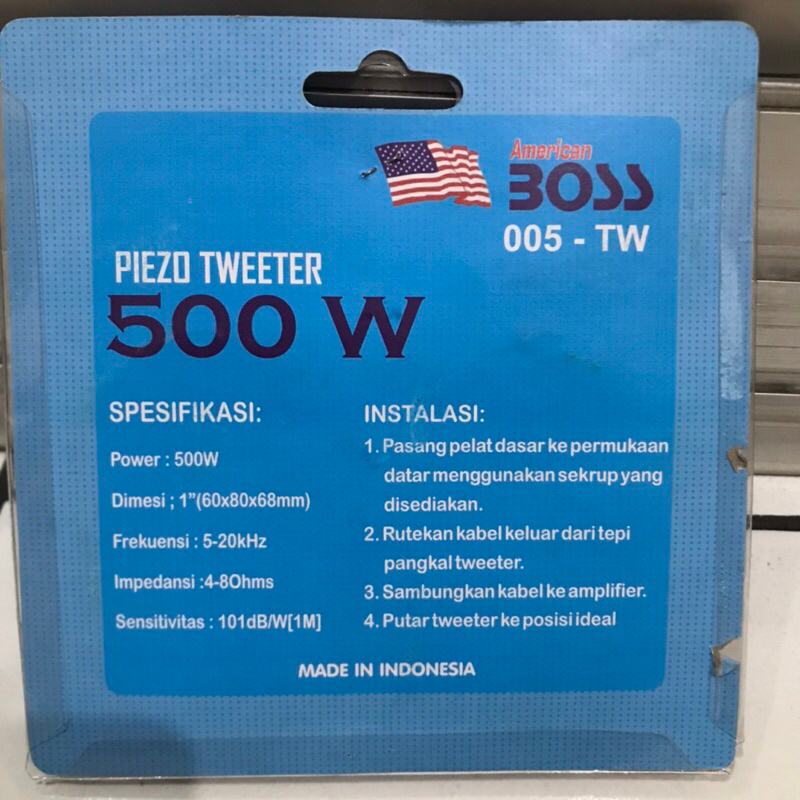 American
BOSS
005 - TW
PIEZO TWEETER
500 W
SPESIFIKASI:
Power : 500W
Dimesi ; 1"(60x80x68mm)
Frekuensi : 5-20kHz
Impedansi :4-8Ohms
Sensitivitas : 101dB/W[1M]
INSTALASI:
1. Pasang pelat dasar ke permukaan
datar menggunakan sekrup yang
disediakan.
2. Rutekan kabel keluar dari tepi
pangkal tweeter.
3. Sambungkan kabel ke amplifier.
4. Putar tweeter ke posisi ideal
MADE IN INDONESIA